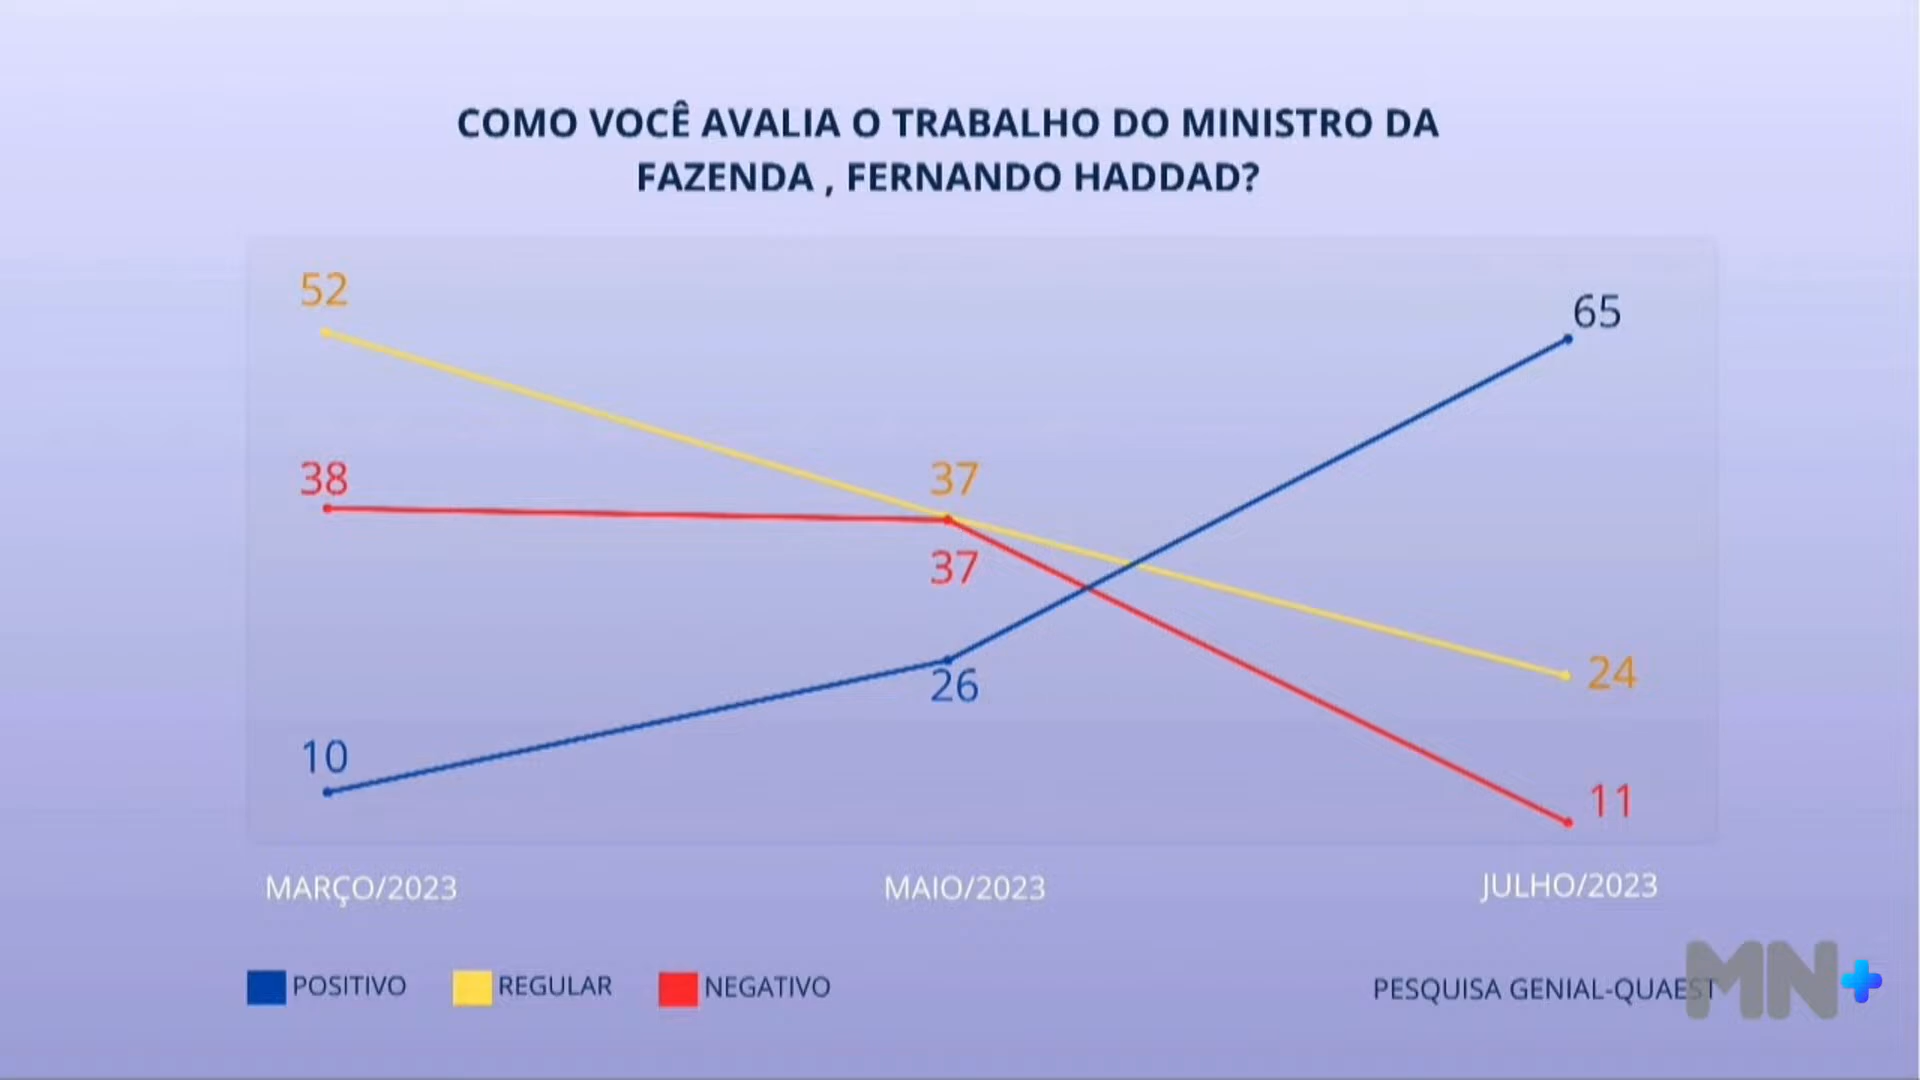 COMO VOCÊ AVALIA O TRABALHO DO MINISTRO DA
FAZENDA , FERNANDO HADDAD?
52
65
38
37
37
26
24
10
11
MARÇO/2023
MAIO/2023
JULHO/2023
POSITIVO
REGULAR
NEGATIVO
PESQUISA GENIAL-QUAEST
MN+